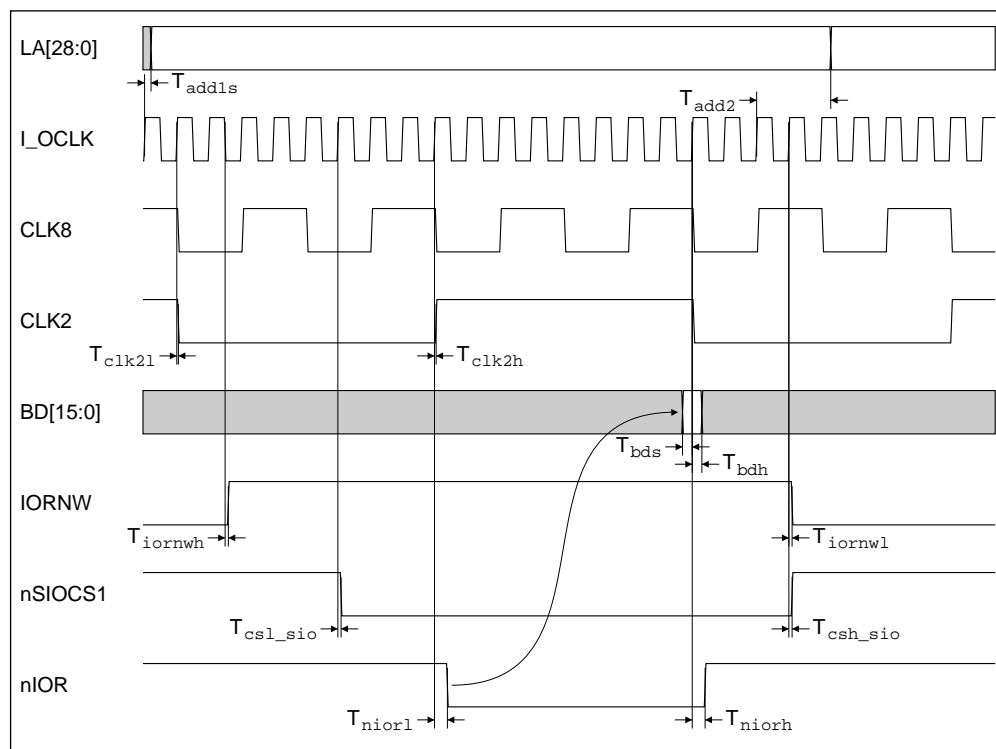 LA[28:0]
Tadd1s
Tadd2
I_OCLK
CLK8
CLK2
Tclk2l
Tclk2h
BD[15:0]
Tbds
Tbdh
IORNW
Tiornwh
Tiornwl
nSIOCS1
Tcsl_sio
Tcsh_sio
nIOR
Tniorl
Tniorh